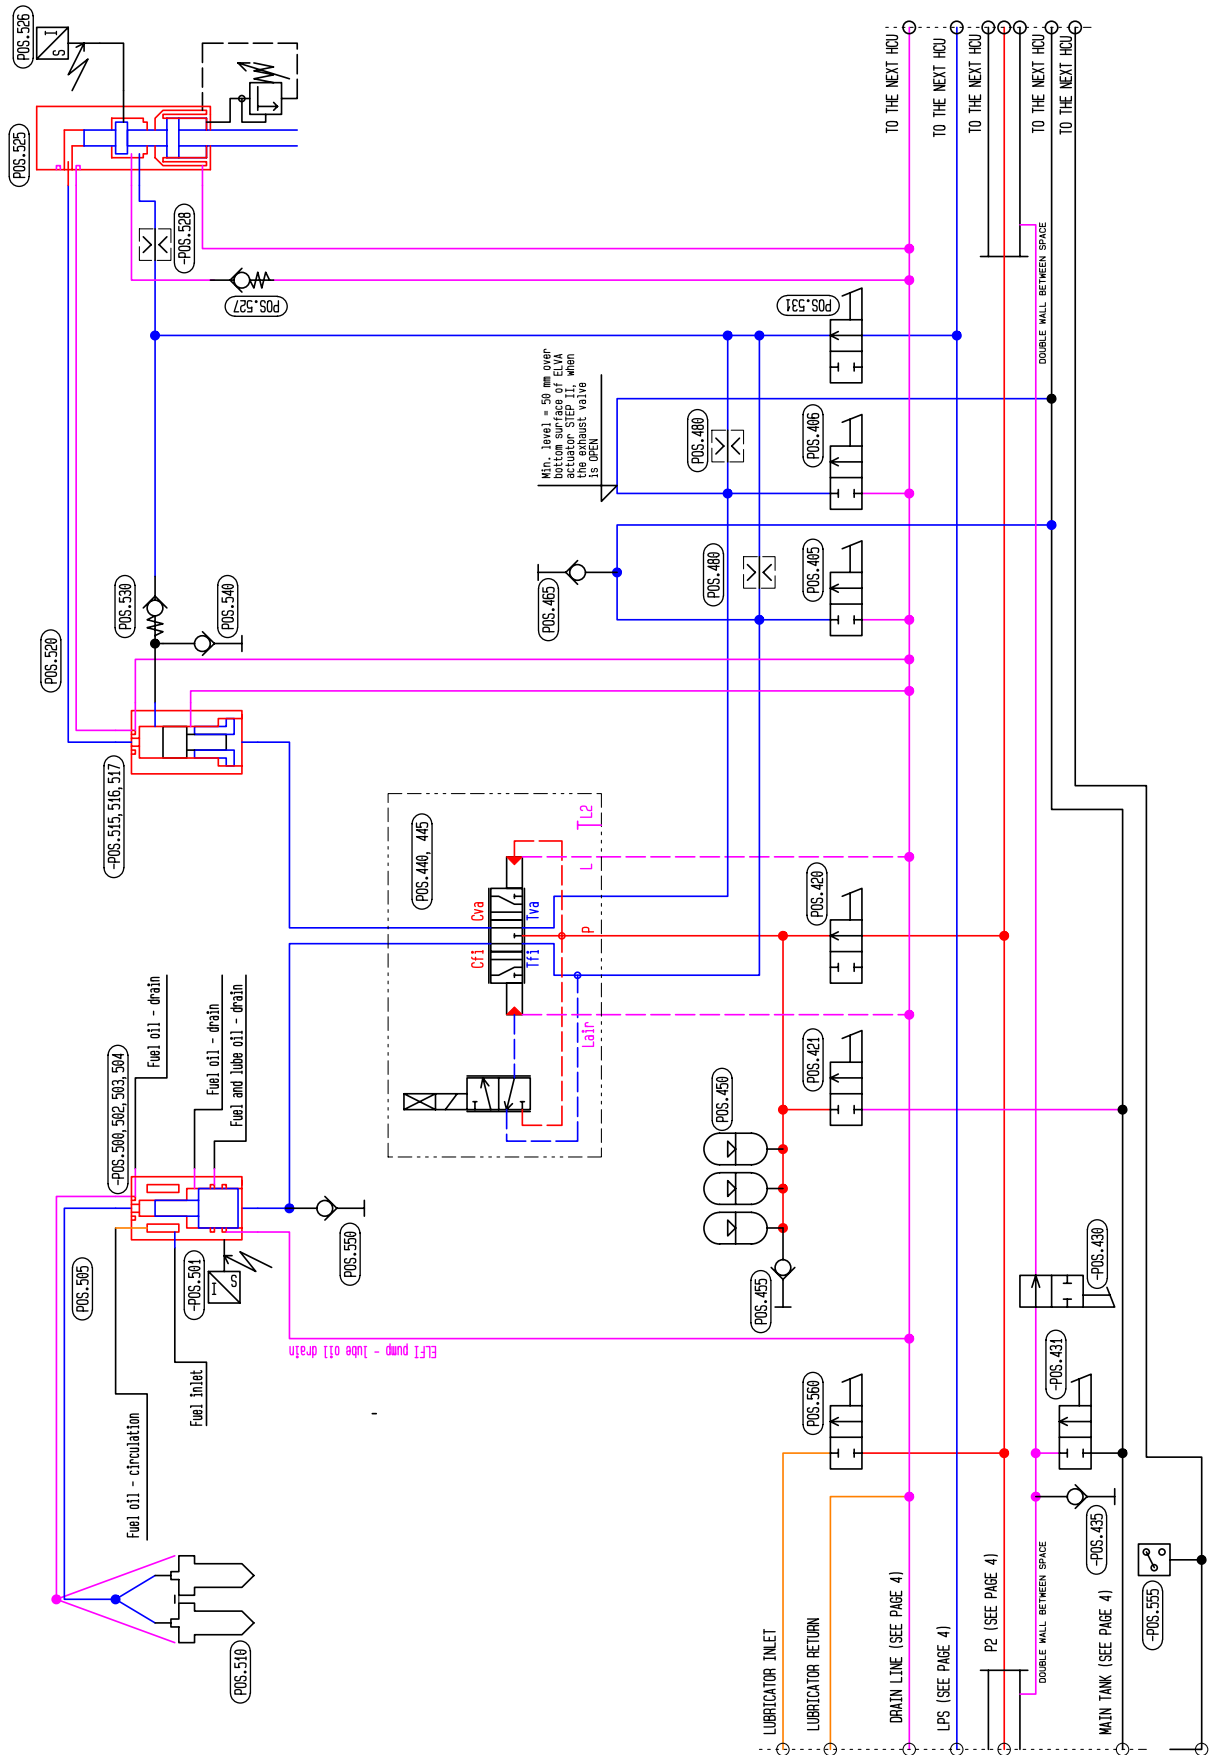 POS.526
I
S
POS.525
-POS.528
POS.527
POS.520
POS.530
POS.540
-POS.515,516,517
-POS.500,502,503,504
Fuel oil - drain
Fuel oil - drain
Fuel and lube oil - drain
POS.505
-POS.501
I
S
POS.550
ELFI pump - lube oil drain
Fuel inlet
Fuel oil - circulation
POS.510
POS.440, 445
Cva
Cfi
Tva
Tfi
P
L
L2
Lair
Min. level = 50 mm over
bottom surface of ELVA
actuator STEP II, when
the exhaust valve
is OPEN
POS.465
POS.480
POS.480
POS.531
POS.406
POS.405
POS.420
POS.421
POS.450
POS.455
POS.560
-POS.430
-POS.431
-POS.435
-POS.555
TO THE NEXT HCU
TO THE NEXT HCU
TO THE NEXT HCU
TO THE NEXT HCU
TO THE NEXT HCU
DOUBLE WALL BETWEEN SPACE
LUBRICATOR INLET
LUBRICATOR RETURN
DRAIN LINE (SEE PAGE 4)
LPS (SEE PAGE 4)
P2 (SEE PAGE 4)
DOUBLE WALL BETWEEN SPACE
MAIN TANK (SEE PAGE 4)